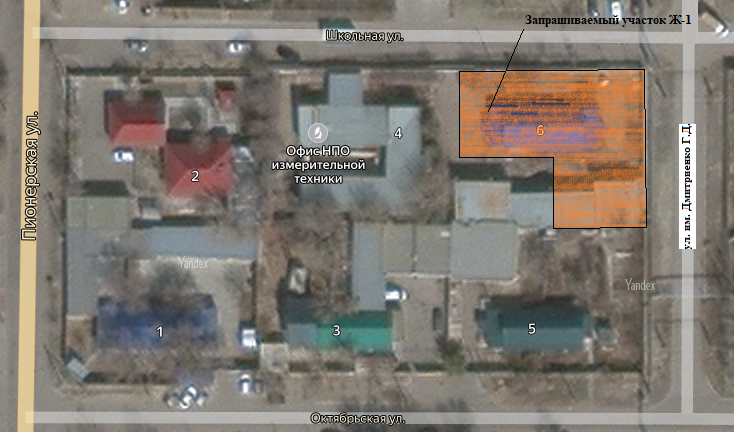 Запрашиваемый участок Ж-1
Школьная ул.
Пионерская ул.
ул. им. Дмитриенко Г.Д.
6
4
Офис НПО
измерительной
техники
2
Yandex
Yandex
1
3
5
Октябрьская ул.